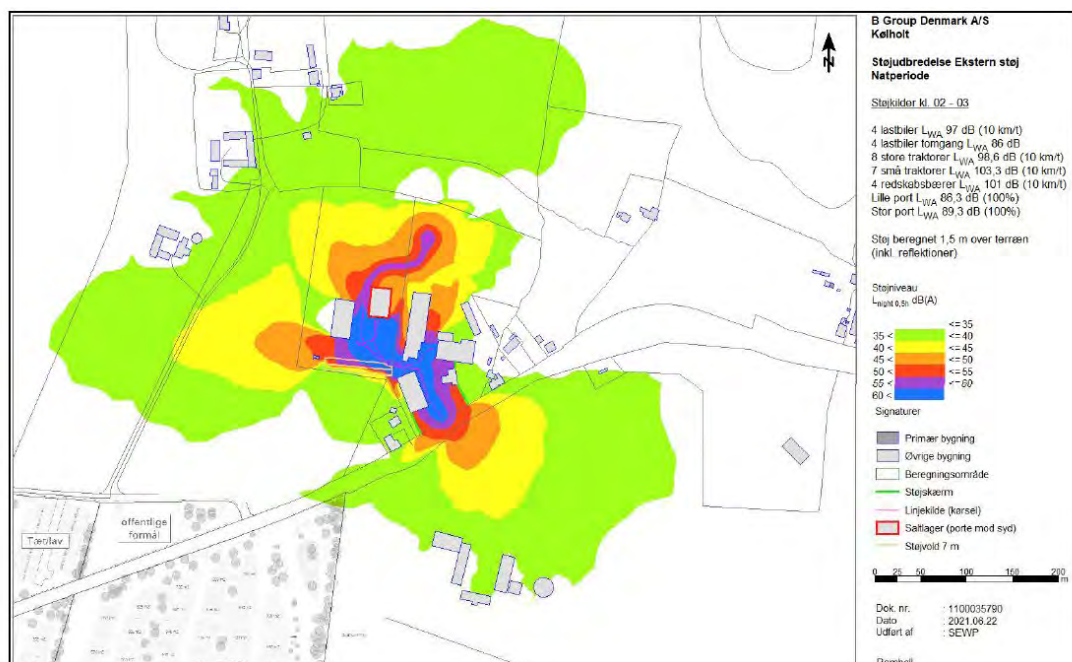 B Group Denmark A/S
Kølholt
Støjudbredelse Ekstern støj
Natperiode
Støjkilder kl. 02 - 03
4 lastbiler LWA 97 dB (10 km/t)
4 lastbiler tomgang LWA 86 dB
8 store traktorer LWA 98,6 dB (10 km/t)
7 små traktorer LWA 103,3 dB (10 km/t)
4 redskabsbærer LWA 101 dB (10 km/t)
Lille port LWA 86,3 dB (100%)
Stor port LWA 89,3 dB (100%)
Støj beregnet 1,5 m over terræn
(inkl. reflektioner)
Støjniveau
Lnight 0,5h dB(A)
<=35
35 < <=40
40 < <=45
45 < <=50
50 < <=55
55 < <=60
60 <
Signaturer
Primær bygning
Øvrige bygning
Beregningsområde
Støjskærm
Linjekilde (kørsel)
Saltlager (porte mod syd)
Støjvold 7 m
0 25 50 100 150 200
m
Dok. nr. : 1100035790
Dato : 2021.06.22
Udført af : SEWP
N
offentlige
formål
Tæt/lav